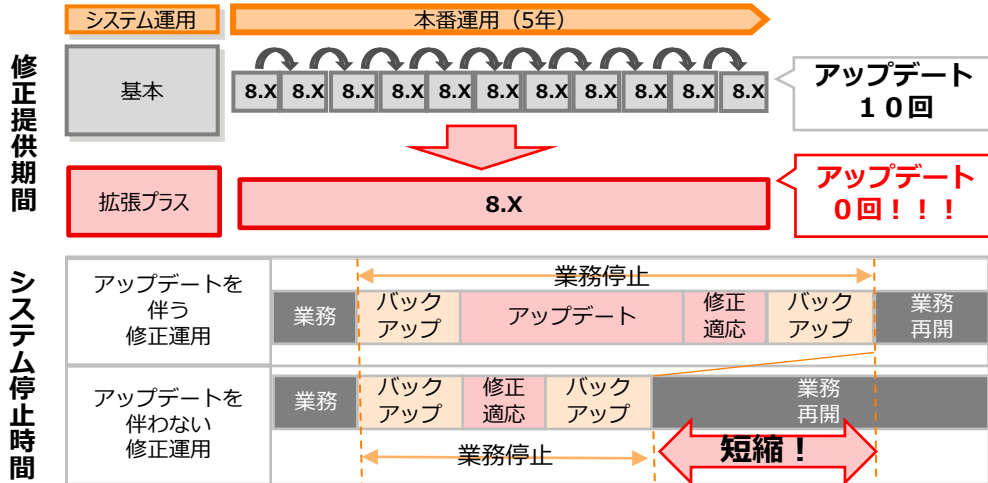 システム運用
本番運用（5年）
修正提供期間
基本
8.X 8.X 8.X 8.X 8.X 8.X 8.X 8.X 8.X 8.X 8.X
アップデート
１０回
拡張プラス
8.X
アップデート
０回！！！
システム停止時間
アップデートを
伴う
修正運用
業務停止
業務
バック
アップ
アップデート
修正
適応
バック
アップ
業務
再開
アップデートを
伴わない
修正運用
業務
バック
アップ
修正
適応
バック
アップ
業務
再開
業務停止
短縮！